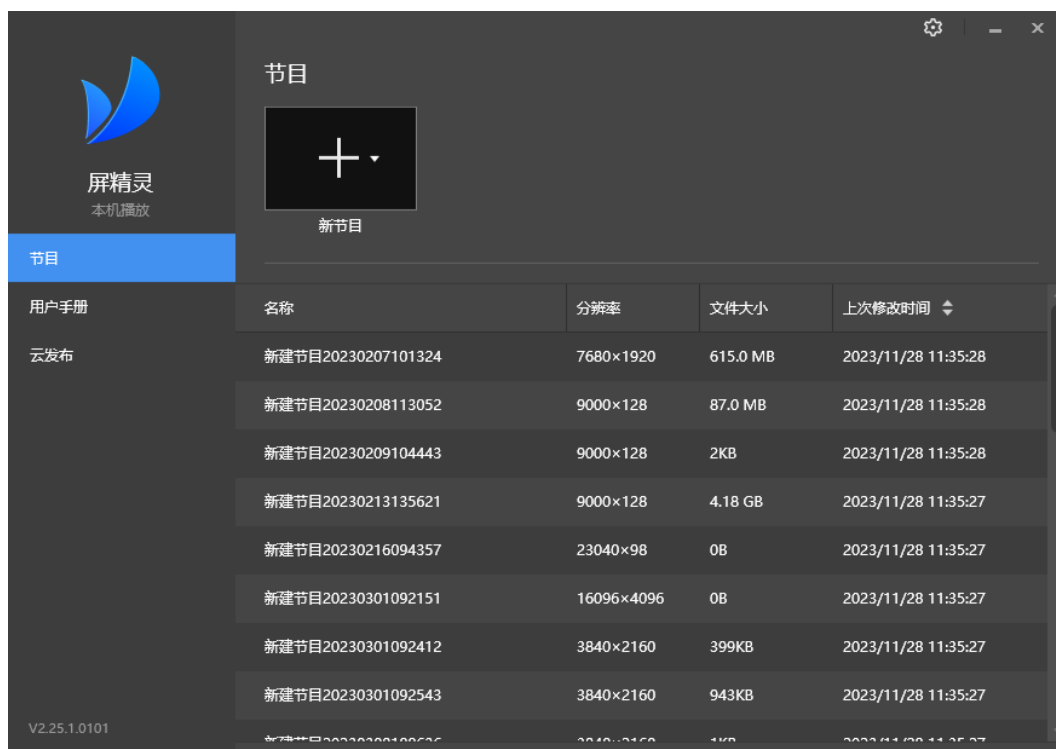 节目
新节目
屏精灵
本机播放
节目
用户手册
云发布
名称 分辨率 文件大小 上次修改时间
新建节目20230207101324 7680×1920 615.0 MB 2023/11/28 11:35:28
新建节目20230208113052 9000×128 87.0 MB 2023/11/28 11:35:28
新建节目20230209104443 9000×128 2KB 2023/11/28 11:35:28
新建节目20230213135621 9000×128 4.18 GB 2023/11/28 11:35:27
新建节目20230216094357 23040×98 0B 2023/11/28 11:35:27
新建节目20230301092151 16096×4096 0B 2023/11/28 11:35:27
新建节目20230301092412 3840×2160 399KB 2023/11/28 11:35:27
新建节目20230301092543 3840×2160 943KB 2023/11/28 11:35:27
V2.25.1.0101